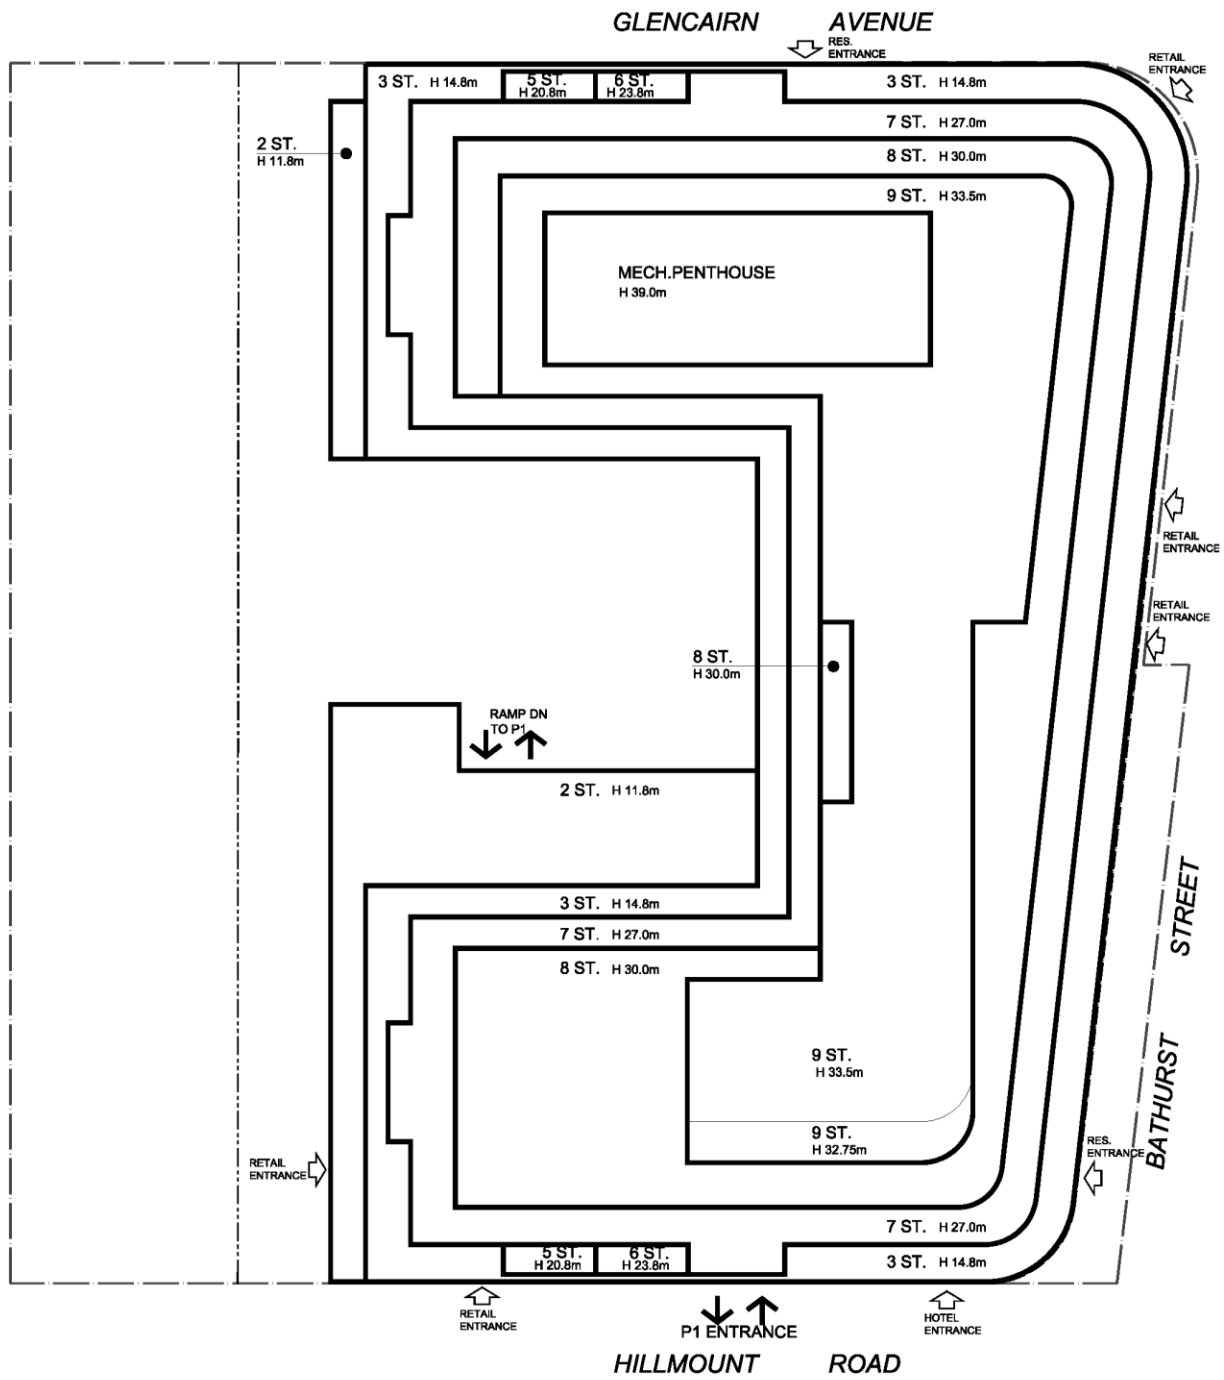 GLENCAIRN AVENUE
RES.
ENTRANCE
RETAIL
ENTRANCE
3 ST. H 14.8m
5 ST.
H 20.8m
6 ST.
H 23.8m
3 ST. H 14.8m
7 ST. H 27.0m
2 ST.
H 11.8m
8 ST. H 30.0m
9 ST. H 33.5m
MECH.PENTHOUSE
H 39.0m
RETAIL
ENTRANCE
RETAIL
ENTRANCE
8 ST.
H 30.0m
RAMP DN
TO P1
2 ST. H 11.8m
3 ST. H 14.8m
7 ST. H 27.0m
8 ST. H 30.0m
BATHURST STREET
9 ST.
H 33.5m
9 ST.
H 32.75m
RES.
ENTRANCE
RETAIL
ENTRANCE
7 ST. H 27.0m
5 ST.
H 20.8m
6 ST.
H 23.8m
3 ST. H 14.8m
RETAIL
ENTRANCE
P1 ENTRANCE
HOTEL
ENTRANCE
HILLMOUNT ROAD